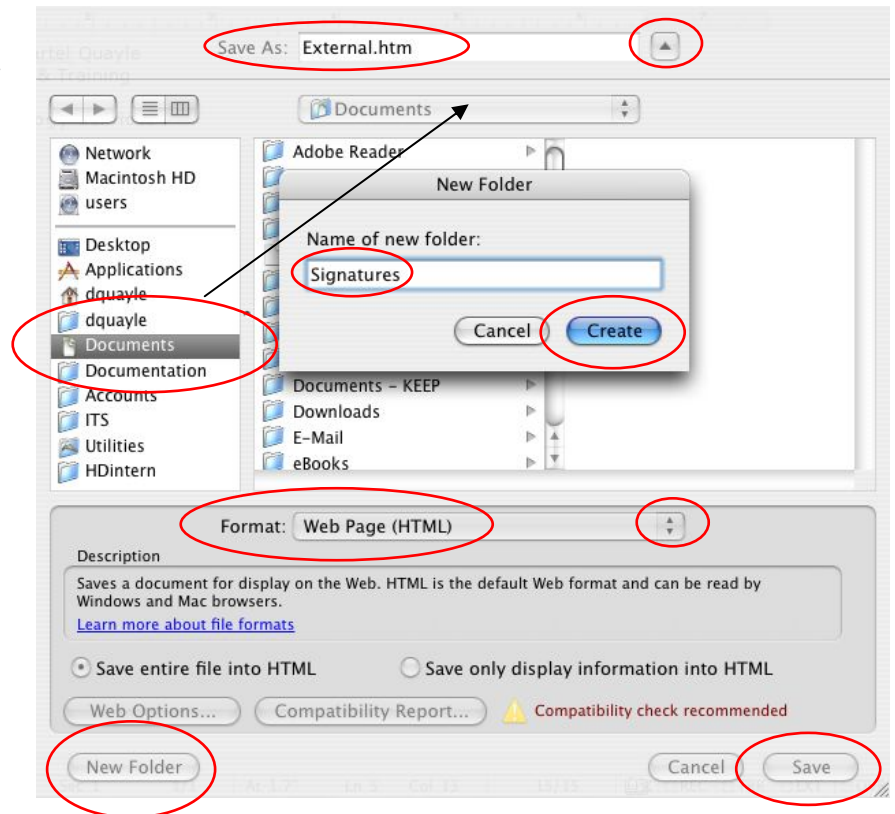 rtel Quayle
& Training
Save As: External.htm
Documents
Network
Macintosh HD
users
Desktop
Applications
dquayle
dquayle
Documents
Documentation
Accounts
ITS
Utilities
HDintern
Adobe Reader
New Folder
Name of new folder:
Signatures
Cancel Create
Documents – KEEP
Downloads
E-Mail
eBooks
Format: Web Page (HTML)
Description
Saves a document for display on the Web. HTML is the default Web format and can be read by
Windows and Mac browsers.
Learn more about file formats
Save entire file into HTML Save only display information into HTML
Web Options... Compatibility Report... Compatibility check recommended
New Folder Cancel Save